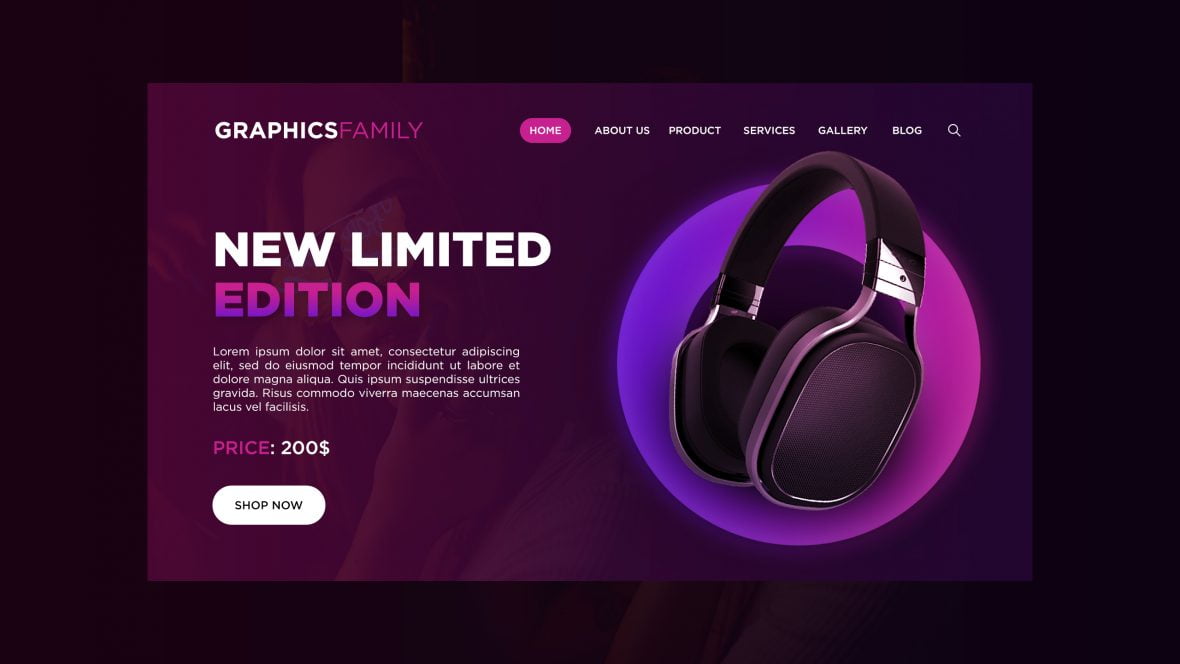 GRAPHICSFAMILY
HOME ABOUT US PRODUCT SERVICES GALLERY BLOG
NEW LIMITED
EDITION
Lorem ipsum dolor sit amet, consectetur adipiscing
elit, sed do eiusmod tempor incididunt ut labore et
dolore magna aliqua. Quis ipsum suspendisse ultrices
gravida. Risus commodo viverra maecenas accumsan
lacus vel facilisis.
PRICE: 200$
SHOP NOW